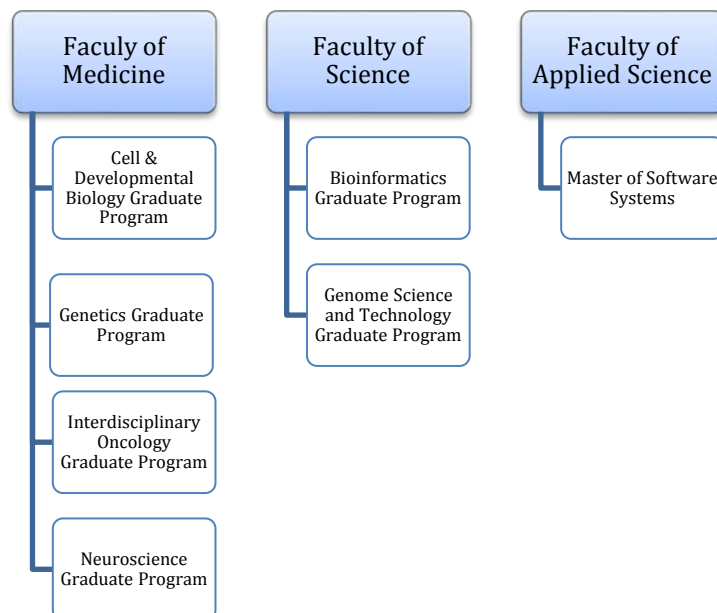 Faculy of
Medicine
Cell &
Developmental
Biology Graduate
Program
Genetics Graduate
Program
Interdisciplinary
Oncology
Graduate Program
Neuroscience
Graduate Program
Faculty of
Science
Bioinformatics
Graduate Program
Genome Science
and Technology
Graduate Program
Faculty of
Applied Science
Master of Software
Systems